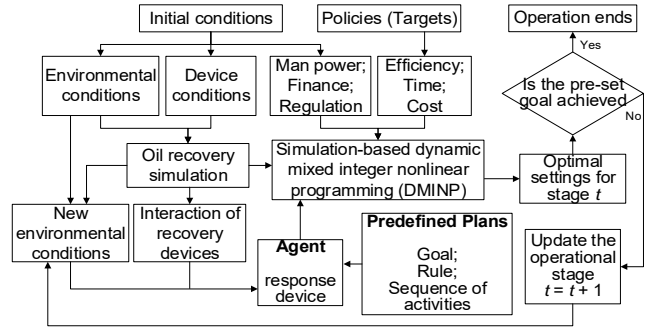 Initial conditions
Policies (Targets)
Operation ends
Yes
Environmental
conditions
Device
conditions
Man power;
Finance;
Regulation
Efficiency;
Time;
Cost
Is the pre-set
goal achieved
No
Oil recovery
simulation
Simulation-based dynamic
mixed integer nonlinear
programming (DMINP)
Optimal
settings for
stage t
New
environmental
conditions
Interaction of
recovery
devices
Agent
response
device
Predefined Plans
Goal;
Rule;
Sequence of
activities
Update the
operational
stage
t = t + 1